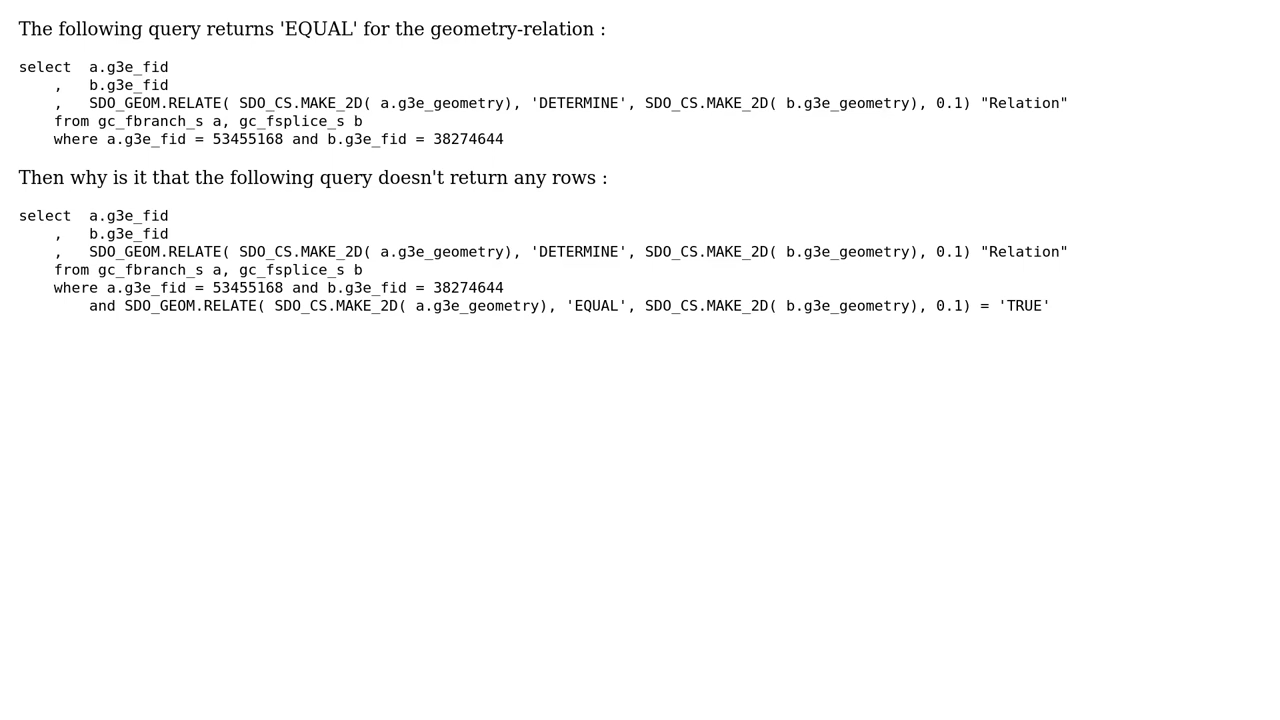 The following query returns 'EQUAL' for the geometry-relation :
select  a.g3e_fid
    ,   b.g3e_fid
    ,   SDO_GEOM.RELATE( SDO_CS.MAKE_2D( a.g3e_geometry), 'DETERMINE', SDO_CS.MAKE_2D( b.g3e_geometry), 0.1) "Relation"
    from gc_fbranch_s a, gc_fsplice_s b
    where a.g3e_fid = 53455168 and b.g3e_fid = 38274644
Then why is it that the following query doesn't return any rows :
select  a.g3e_fid
    ,   b.g3e_fid
    ,   SDO_GEOM.RELATE( SDO_CS.MAKE_2D( a.g3e_geometry), 'DETERMINE', SDO_CS.MAKE_2D( b.g3e_geometry), 0.1) "Relation"
    from gc_fbranch_s a, gc_fsplice_s b
    where a.g3e_fid = 53455168 and b.g3e_fid = 38274644
        and SDO_GEOM.RELATE( SDO_CS.MAKE_2D( a.g3e_geometry), 'EQUAL', SDO_CS.MAKE_2D( b.g3e_geometry), 0.1) = 'TRUE'